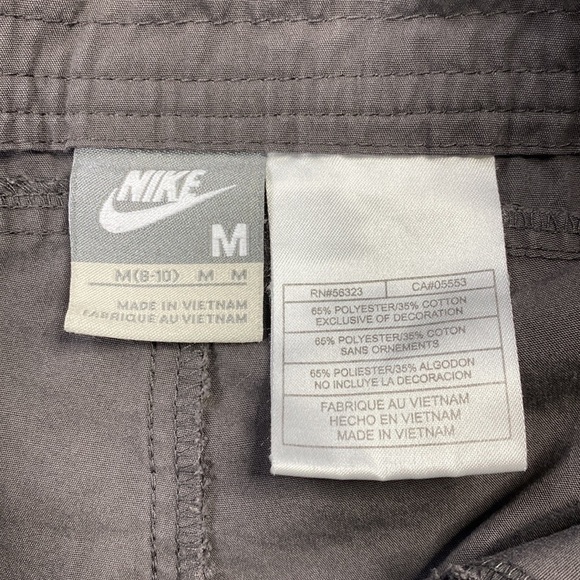 NIKE
M
M(8-10) M M
MADE IN VIETNAM
FABRIQUÉ AU VIETNAM
RN#56323 CA#05553
65% POLYESTER/35% COTTON
EXCLUSIVE OF DECORATION
65% POLYESTER/35% COTON
SANS ORNEMENTS
65% POLIESTER/35% ALGODON
NO INCLUYE LA DECORACION
FABRIQUE AU VIETNAM
HECHO EN VIETNAM
MADE IN VIETNAM